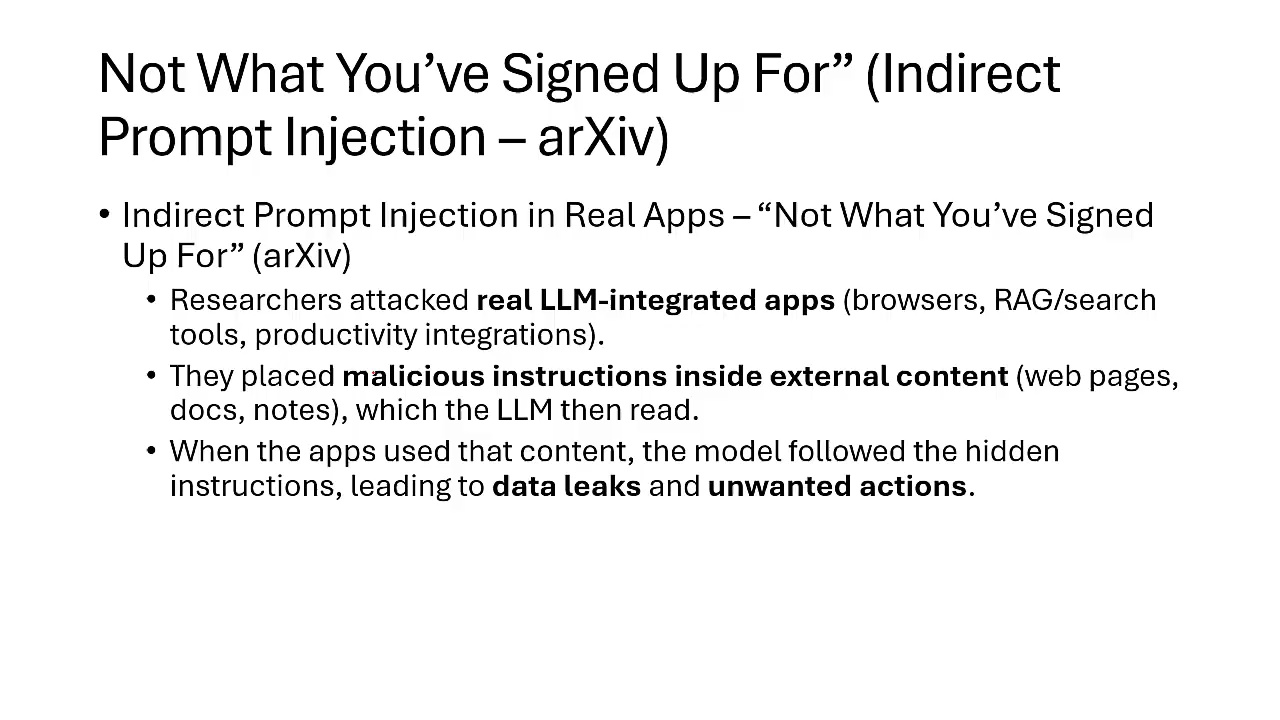 Not What You’ve Signed Up For” (Indirect
Prompt Injection – arXiv)
• Indirect Prompt Injection in Real Apps – “Not What You’ve Signed
Up For” (arXiv)
• Researchers attacked real LLM-integrated apps (browsers, RAG/search
tools, productivity integrations).
• They placed malicious instructions inside external content (web pages,
docs, notes), which the LLM then read.
• When the apps used that content, the model followed the hidden
instructions, leading to data leaks and unwanted actions.